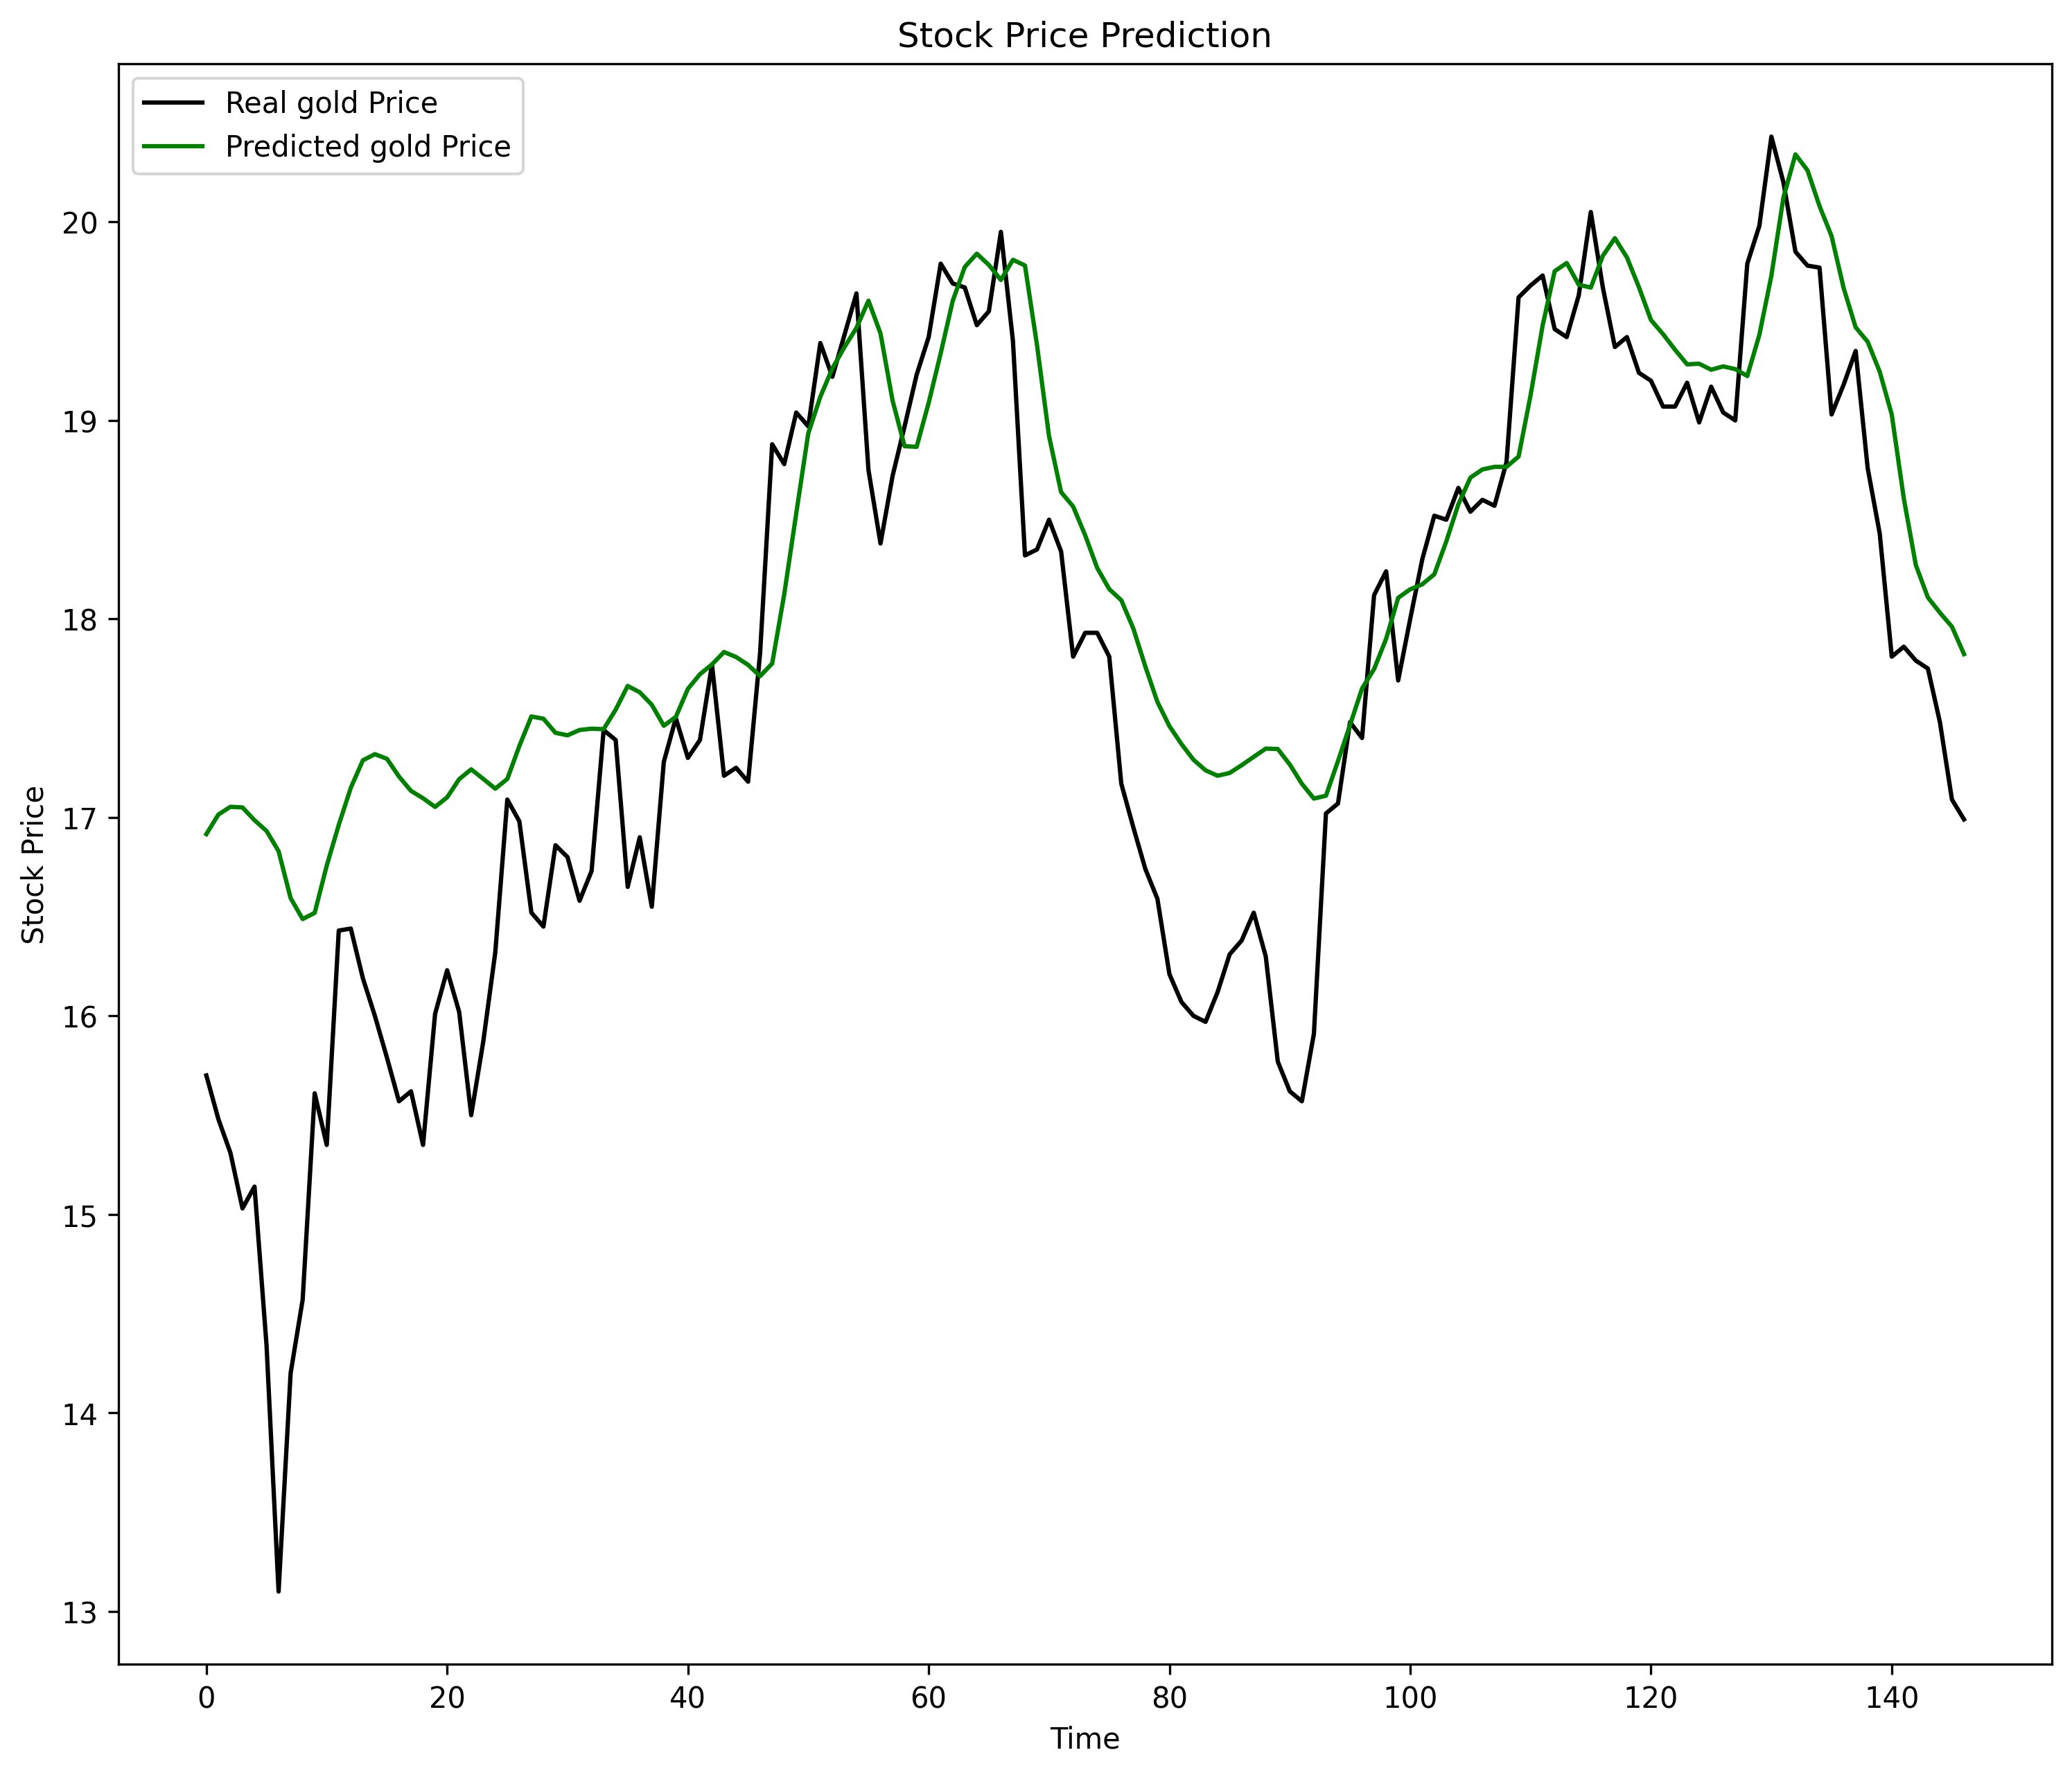 Stock Price Prediction
Real gold Price
Predicted gold Price
Stock Price
20
19
18
17
16
15
14
13
0 20 40 60 80 100 120 140
Time